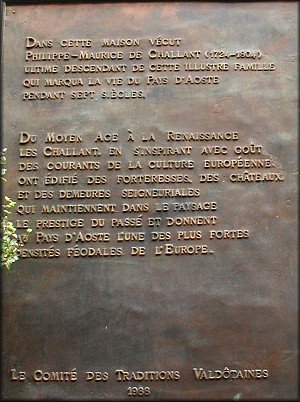 DANS CETTE MAISON VÉCUT
PHILIPPE-MAURICE DE CHALLANT (1724-1804)
ULTIME DESCENDANT DE CETTE ILLUSTRE FAMILLE
QUI MARQUA LA VIE DU PAYS D'AOSTE
PENDANT SEPT SIÈCLES.
DU MOYEN AGE À LA RENAISSANCE
LES CHALLANT, EN S'INSPIRANT AVEC GOÛT
DES COURANTS DE LA CULTURE EUROPÉENNE,
ONT ÉDIFIÉ DES FORTERESSES, DES CHÂTEAUX
ET DES DEMEURES SEIGNEURIALES
QUI MAINTIENNENT DANS LE PAYSAGE
LE PRESTIGE DU PASSÉ ET DONNENT
PAYS D'AOSTE L'UNE DES PLUS FORTES
ENSITÉS FÉODALES DE L'EUROPE.
LE COMITÉ DES TRADITIONS VALDÔTAINES